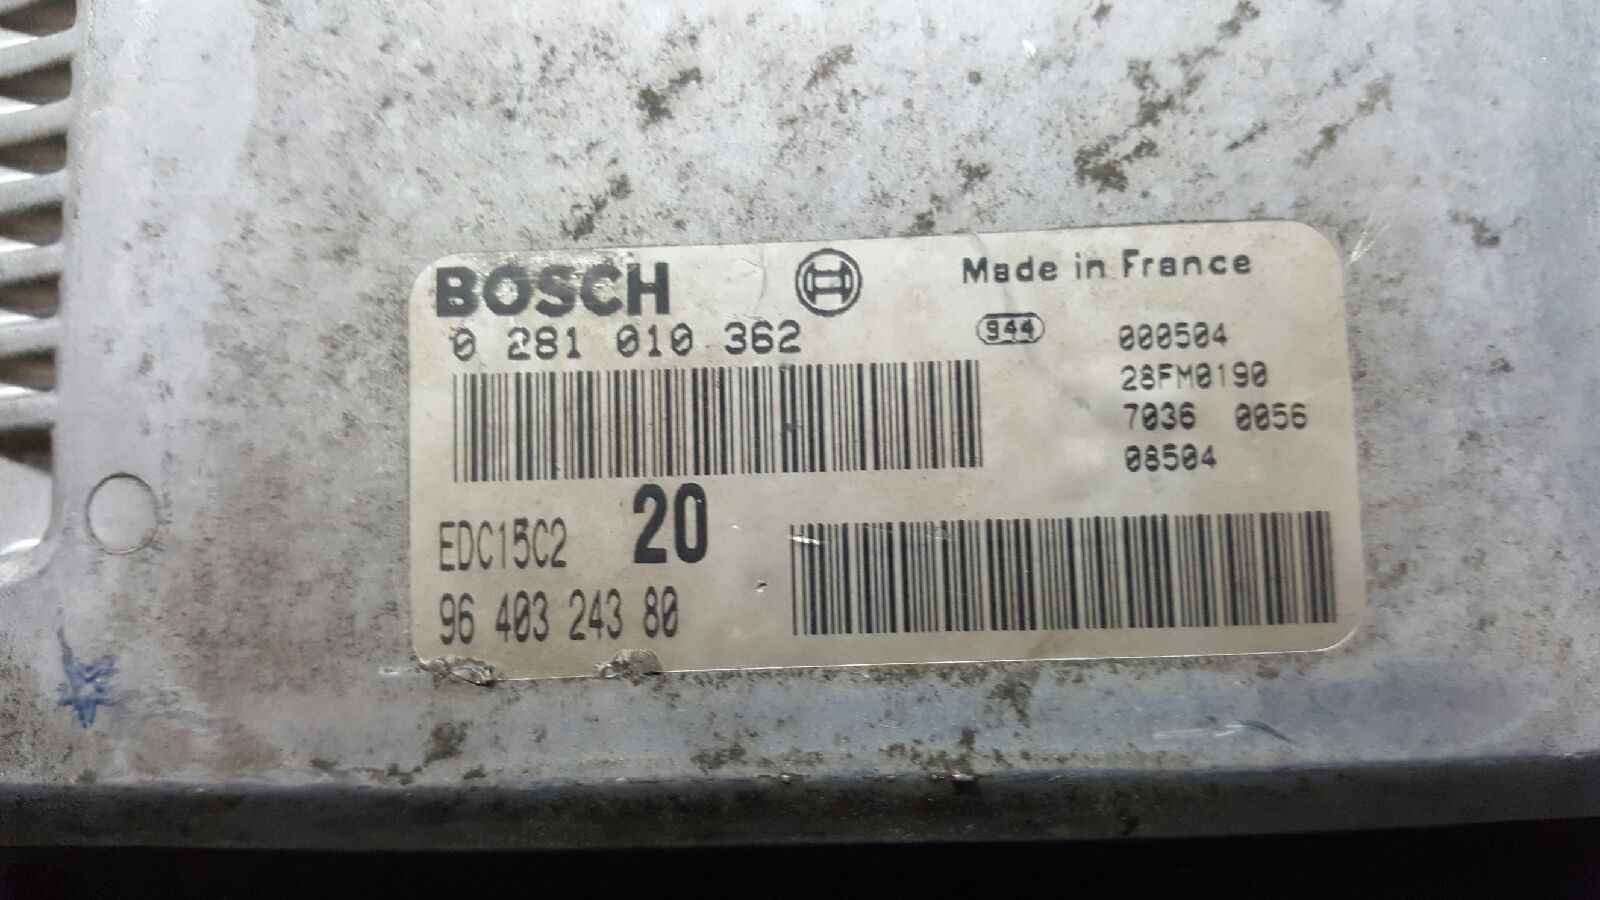 BOSCH
Made in France
0 281 010 362
944
000504
28FM0190
7036 0056
08504
EDC15C2 20
96 403 243 80